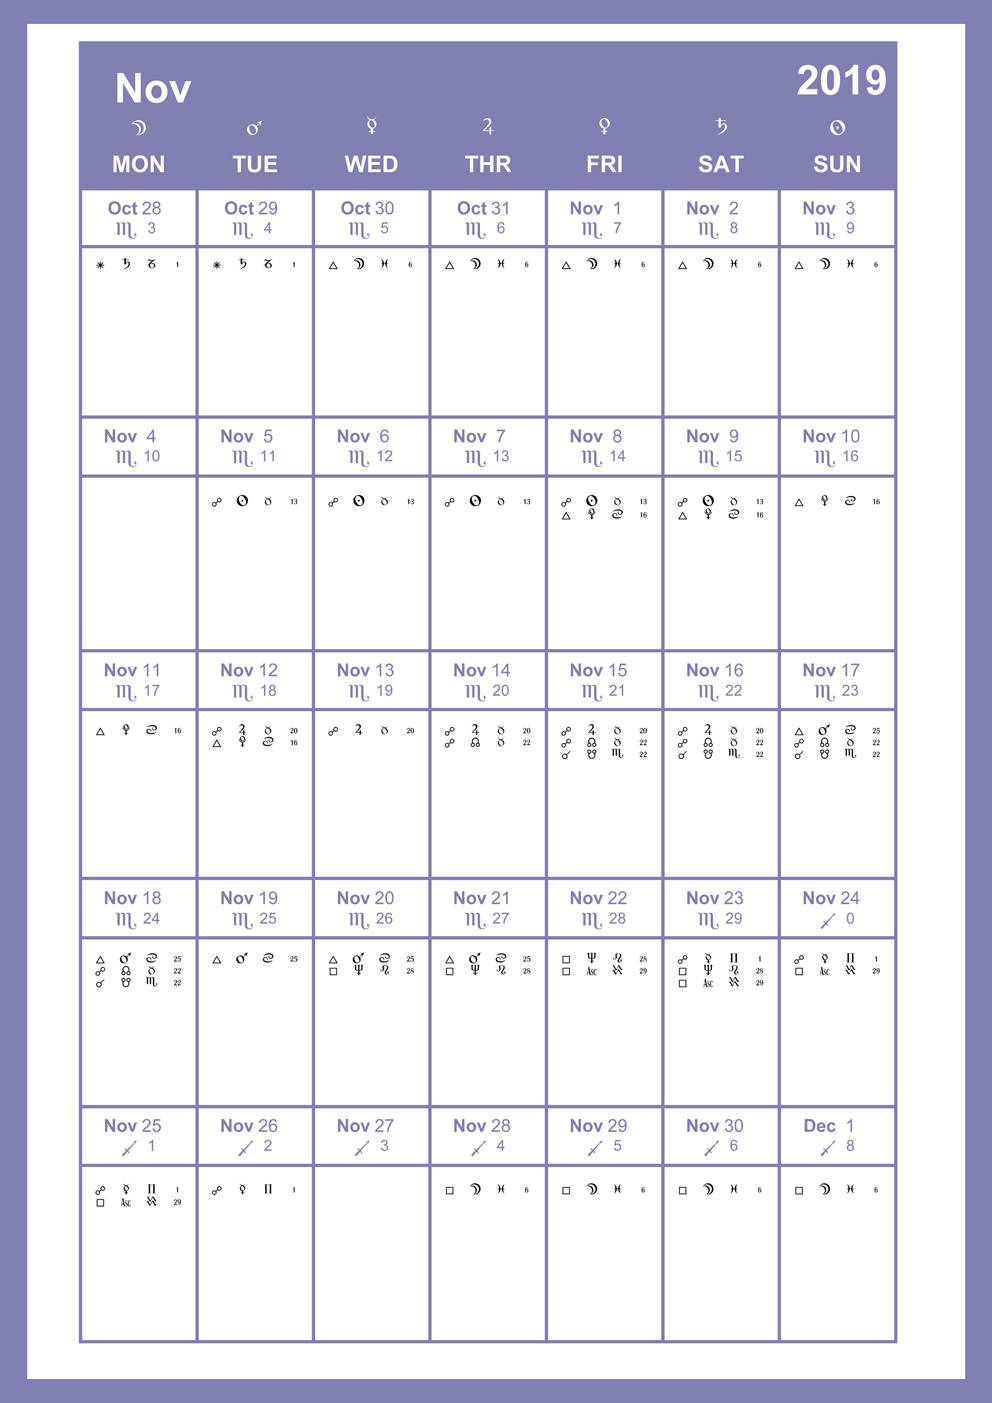 Nov 2019
☽ ♂ ☿ ♃ ♀ ♄ ☉
MON TUE WED THR FRI SAT SUN
Oct 28 Oct 29 Oct 30 Oct 31 Nov 1 Nov 2 Nov 3
♏ 3 ♏ 4 ♏ 5 ♏ 6 ♏ 7 ♏ 8 ♏ 9
⚹ ♄ ♉ 1 ⚹ ♄ ♉ 1 △ ☽ ♓ 6 △ ☽ ♓ 6 △ ☽ ♓ 6 △ ☽ ♓ 6 △ ☽ ♓ 6
Nov 4 Nov 5 Nov 6 Nov 7 Nov 8 Nov 9 Nov 10
♏ 10 ♏ 11 ♏ 12 ♏ 13 ♏ 14 ♏ 15 ♏ 16
☍ ☉ ♉ 13 ☍ ☉ ♉ 13 ☍ ☉ ♉ 13 ☍ ☉ ♉ 13 ☍ ☉ ♉ 13 △ ♀ ♋ 16
△ ♀ ♋ 16 △ ♀ ♋ 16
Nov 11 Nov 12 Nov 13 Nov 14 Nov 15 Nov 16 Nov 17
♏ 17 ♏ 18 ♏ 19 ♏ 20 ♏ 21 ♏ 22 ♏ 23
△ ♀ ♋ 16 ☍ ♃ ♉ 20 ☍ ♃ ♉ 20 ☍ ♃ ♉ 20 ☍ ♃ ♉ 20 ☍ ♃ ♉ 20 △ ♂ ♋ 25
△ ♀ ♋ 16 ☍ ☊ ♉ 22 ☍ ☊ ♉ 22 ☍ ☊ ♉ 22 ☍ ☊ ♉ 22
☌ ☋ ♏ 22 ☌ ☋ ♏ 22 ☌ ☋ ♏ 22
Nov 18 Nov 19 Nov 20 Nov 21 Nov 22 Nov 23 Nov 24
♏ 24 ♏ 25 ♏ 26 ♏ 27 ♏ 28 ♏ 29 ♐ 0
△ ♂ ♋ 25 △ ♂ ♋ 25 △ ♂ ♋ 25 △ ♂ ♋ 25 □ ♆ ♌ 28 ☍ ☿ ♊ 1 ☍ ☿ ♊ 1
☍ ☊ ♉ 22 □ ♆ ♌ 28 □ ♆ ♌ 28 □ Asc ♒ 29 □ ♆ ♌ 28 □ Asc ♒ 29
☌ ☋ ♏ 22 □ Asc ♒ 29
Nov 25 Nov 26 Nov 27 Nov 28 Nov 29 Nov 30 Dec 1
♐ 1 ♐ 2 ♐ 3 ♐ 4 ♐ 5 ♐ 6 ♐ 8
☍ ☿ ♊ 1 ☍ ☿ ♊ 1 □ ☽ ♓ 6 □ ☽ ♓ 6 □ ☽ ♓ 6 □ ☽ ♓ 6
□ Asc ♒ 29